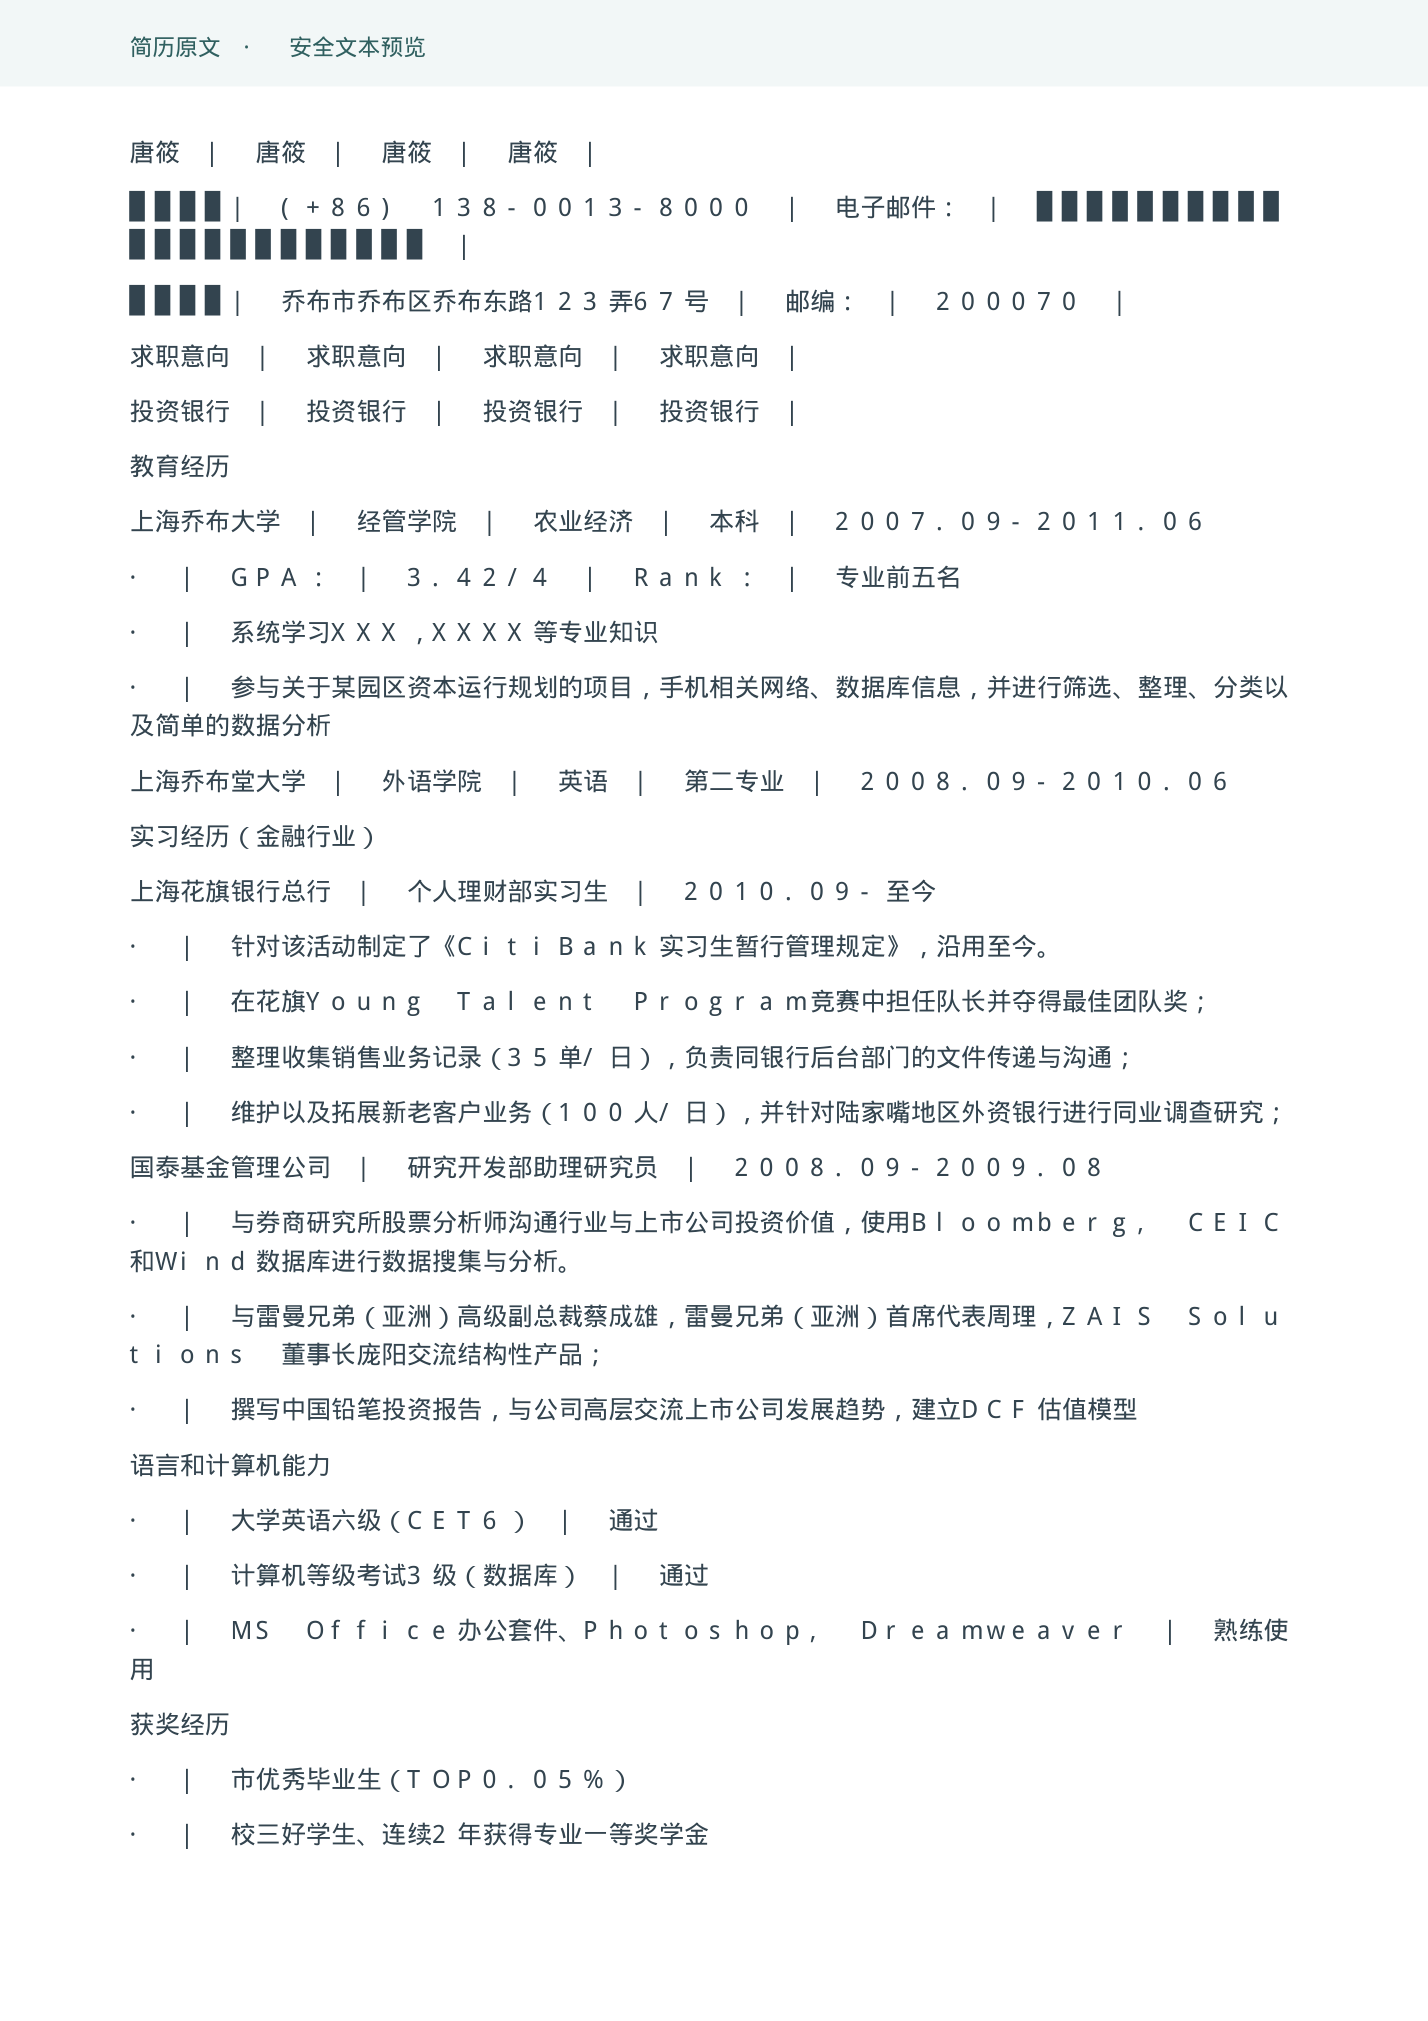 简历原文 · 安全文本预览
唐筱 | 唐筱 | 唐筱 | 唐筱 |
████| (+86) 138-0013-8000 | 电子邮件: | ██████████
████████████ |
████| 乔布市乔布区乔布东路123弄67号 | 邮编: | 200070 |
求职意向 | 求职意向 | 求职意向 | 求职意向 |
投资银行 | 投资银行 | 投资银行 | 投资银行 |
教育经历
上海乔布大学 | 经管学院 | 农业经济 | 本科 | 2007.09-2011.06
· | GPA: | 3.42/4 | Rank: | 专业前五名
· | 系统学习XXX,XXXX等专业知识
· | 参与关于某园区资本运行规划的项目,手机相关网络、数据库信息,并进行筛选、整理、分类以
及简单的数据分析
上海乔布堂大学 | 外语学院 | 英语 | 第二专业 | 2008.09-2010.06
实习经历(金融行业)
上海花旗银行总行 | 个人理财部实习生 | 2010.09-至今
· | 针对该活动制定了《CitiBank实习生暂行管理规定》,沿用至今。
· | 在花旗Young Talent Program竞赛中担任队长并夺得最佳团队奖;
· | 整理收集销售业务记录(35单/日),负责同银行后台部门的文件传递与沟通;
· | 维护以及拓展新老客户业务(100人/日),并针对陆家嘴地区外资银行进行同业调查研究;
国泰基金管理公司 | 研究开发部助理研究员 | 2008.09-2009.08
· | 与券商研究所股票分析师沟通行业与上市公司投资价值,使用Bloomberg, CEIC
和Wind数据库进行数据搜集与分析。
· | 与雷曼兄弟(亚洲)高级副总裁蔡成雄,雷曼兄弟(亚洲)首席代表周理,ZAIS Solu
tions 董事长庞阳交流结构性产品;
· | 撰写中国铅笔投资报告,与公司高层交流上市公司发展趋势,建立DCF估值模型
语言和计算机能力
· | 大学英语六级(CET6) | 通过
· | 计算机等级考试3级(数据库) | 通过
· | MS Office办公套件、Photoshop, Dreamweaver | 熟练使
用
获奖经历
· | 市优秀毕业生(TOP0.05%)
· | 校三好学生、连续2年获得专业一等奖学金